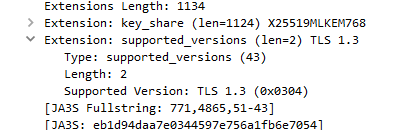 Extensions Length: 1134
Extension: key_share (len=1124) X25519MLKEM768
Extension: supported_versions (len=2) TLS 1.3
Type: supported_versions (43)
Length: 2
Supported Version: TLS 1.3 (0x0304)
[JA3S Fullstring: 771,4865,51-43]
[JA3S: eb1d94daa7e0344597e756a1fb6e7054]